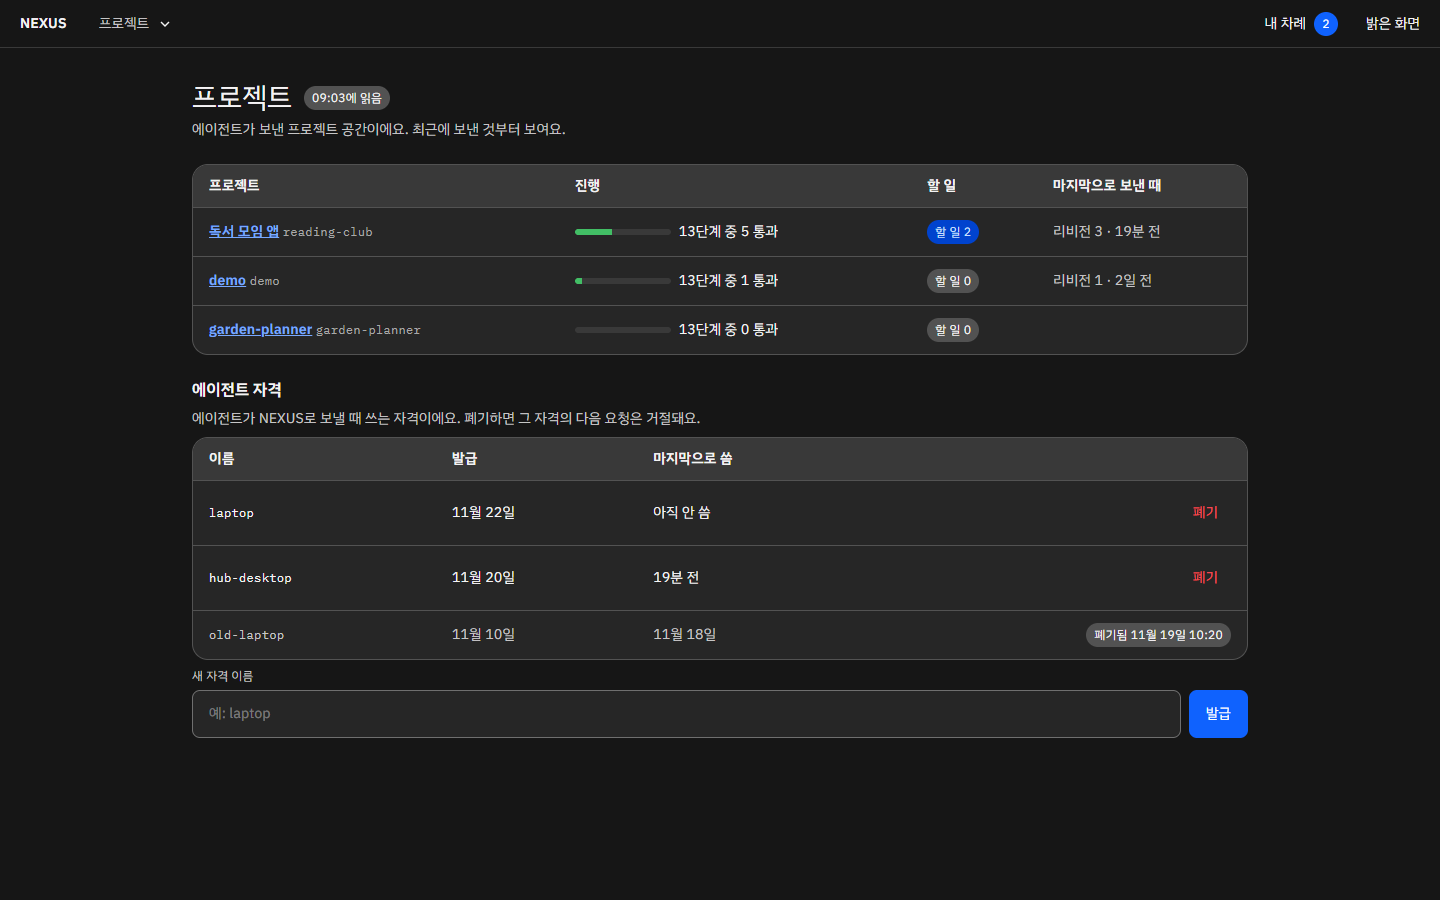 NEXUS 프로젝트 내 차례 2 밝은 화면
프로젝트 09:03에 읽음
에이전트가 보낸 프로젝트 공간이에요. 최근에 보낸 것부터 보여요.
프로젝트 진행 할 일 마지막으로 보낸 때
독서 모임 앱 reading-club 13단계 중 5 통과 할 일 2 리비전 3 · 19분 전
demo demo 13단계 중 1 통과 할 일 0 리비전 1 · 2일 전
garden-planner garden-planner 13단계 중 0 통과 할 일 0
에이전트 자격
에이전트가 NEXUS로 보낼 때 쓰는 자격이에요. 폐기하면 그 자격의 다음 요청은 거절돼요.
이름 발급 마지막으로 씀
laptop 11월 22일 아직 안 씀 폐기
hub-desktop 11월 20일 19분 전 폐기
old-laptop 11월 10일 11월 18일 폐기됨 11월 19일 10:20
새 자격 이름
예: laptop 발급